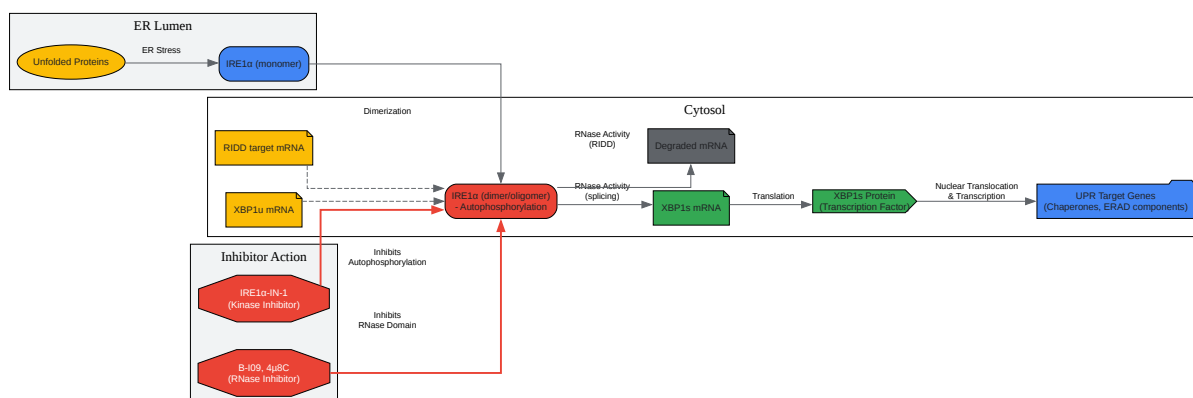 ER Lumen
Unfolded Proteins
ER Stress
IRE1α (monomer)
Cytosol
Dimerization
RIDD target mRNA
XBP1u mRNA
IRE1α (dimer/oligomer)
- Autophosphorylation
RNase Activity
(RIDD)
Degraded mRNA
RNase Activity
(splicing)
XBP1s mRNA
Translation
XBP1s Protein
(Transcription Factor)
Nuclear Translocation
& Transcription
UPR Target Genes
(Chaperones, ERAD components)
Inhibitor Action
IRE1α-IN-1
(Kinase Inhibitor)
Inhibits
Autophosphorylation
Inhibits
RNase Domain
B-I09, 4μ8C
(RNase Inhibitor)